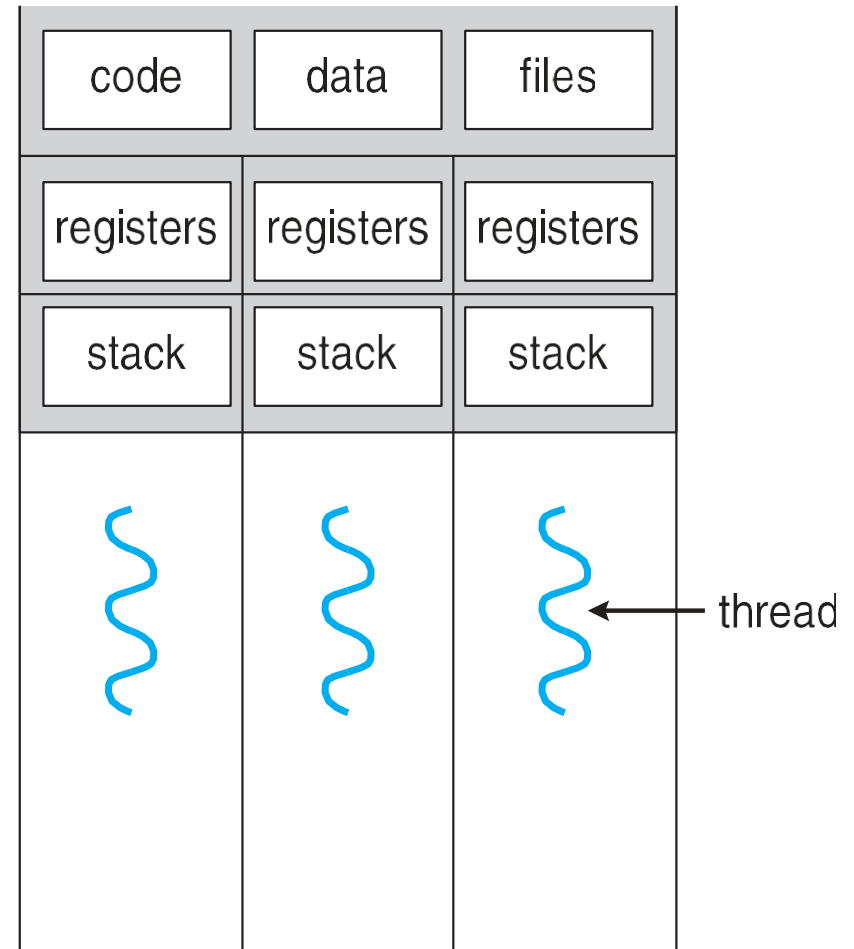 code data files
registers registers registers
stack stack stack
thread